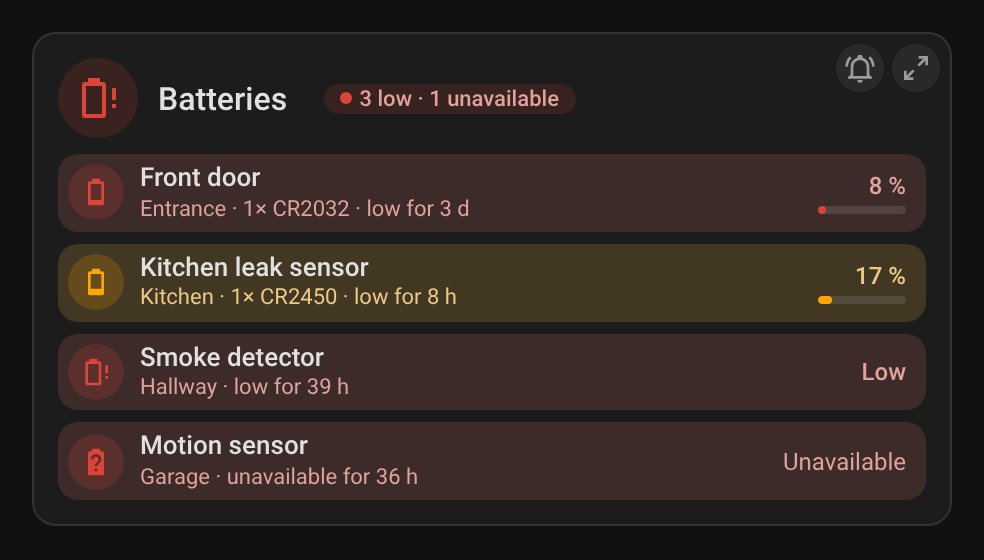 Batteries
3 low · 1 unavailable
Front door
Entrance · 1× CR2032 · low for 3 d
8 %
Kitchen leak sensor
Kitchen · 1× CR2450 · low for 8 h
17 %
Smoke detector
Hallway · low for 39 h
Low
Motion sensor
Garage · unavailable for 36 h
Unavailable